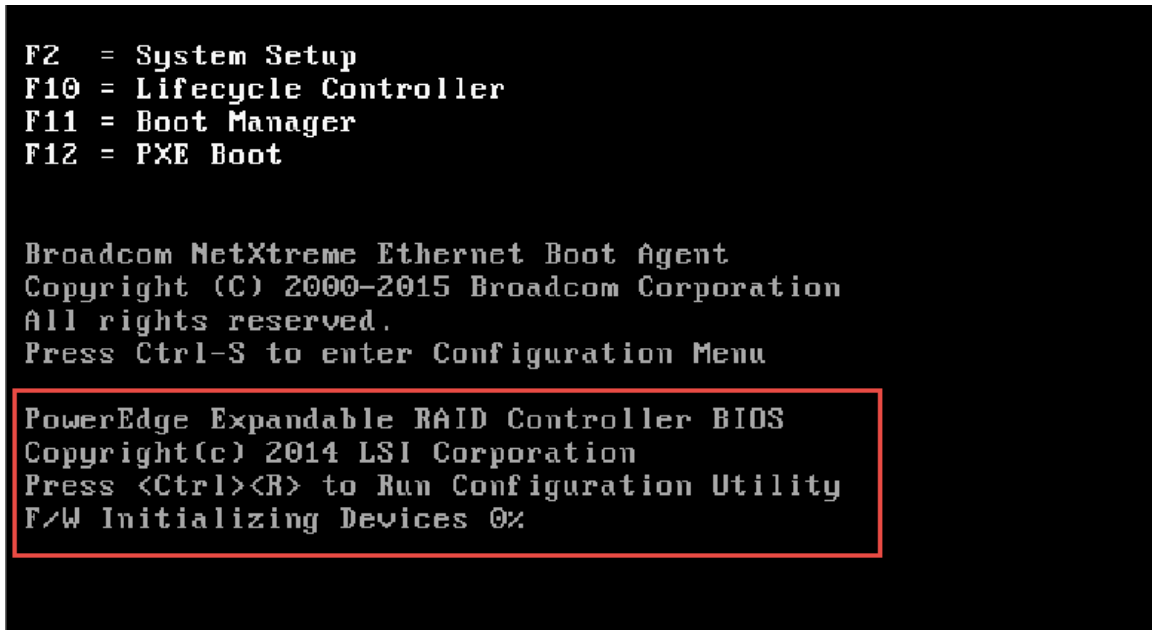 F2  = System Setup
F10 = Lifecycle Controller
F11 = Boot Manager
F12 = PXE Boot
Broadcom NetXtreme Ethernet Boot Agent
Copyright (C) 2000-2015 Broadcom Corporation
All rights reserved.
Press Ctrl-S to enter Configuration Menu
PowerEdge Expandable RAID Controller BIOS
Copyright(c) 2014 LSI Corporation
Press <Ctrl><R> to Run Configuration Utility
F/W Initializing Devices 0%